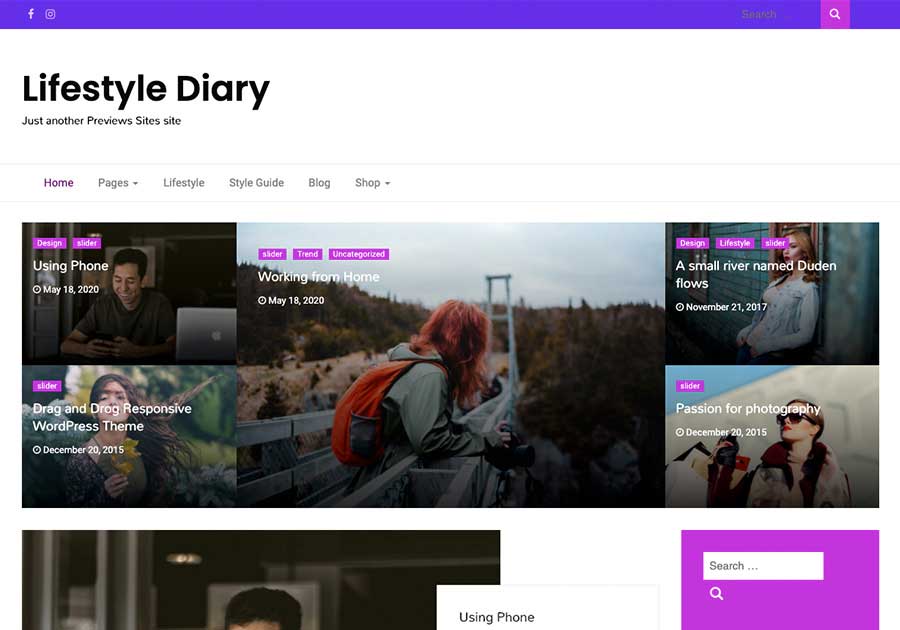 Search ...
Lifestyle Diary
Just another Previews Sites site
Home Pages Lifestyle Style Guide Blog Shop
Design slider
Using Phone
May 18, 2020
slider Trend Uncategorized
Working from Home
May 18, 2020
Design Lifestyle slider
A small river named Duden
flows
November 21, 2017
slider
Drag and Drog Responsive
WordPress Theme
December 20, 2015
slider
Passion for photography
December 20, 2015
Search ...
Using Phone